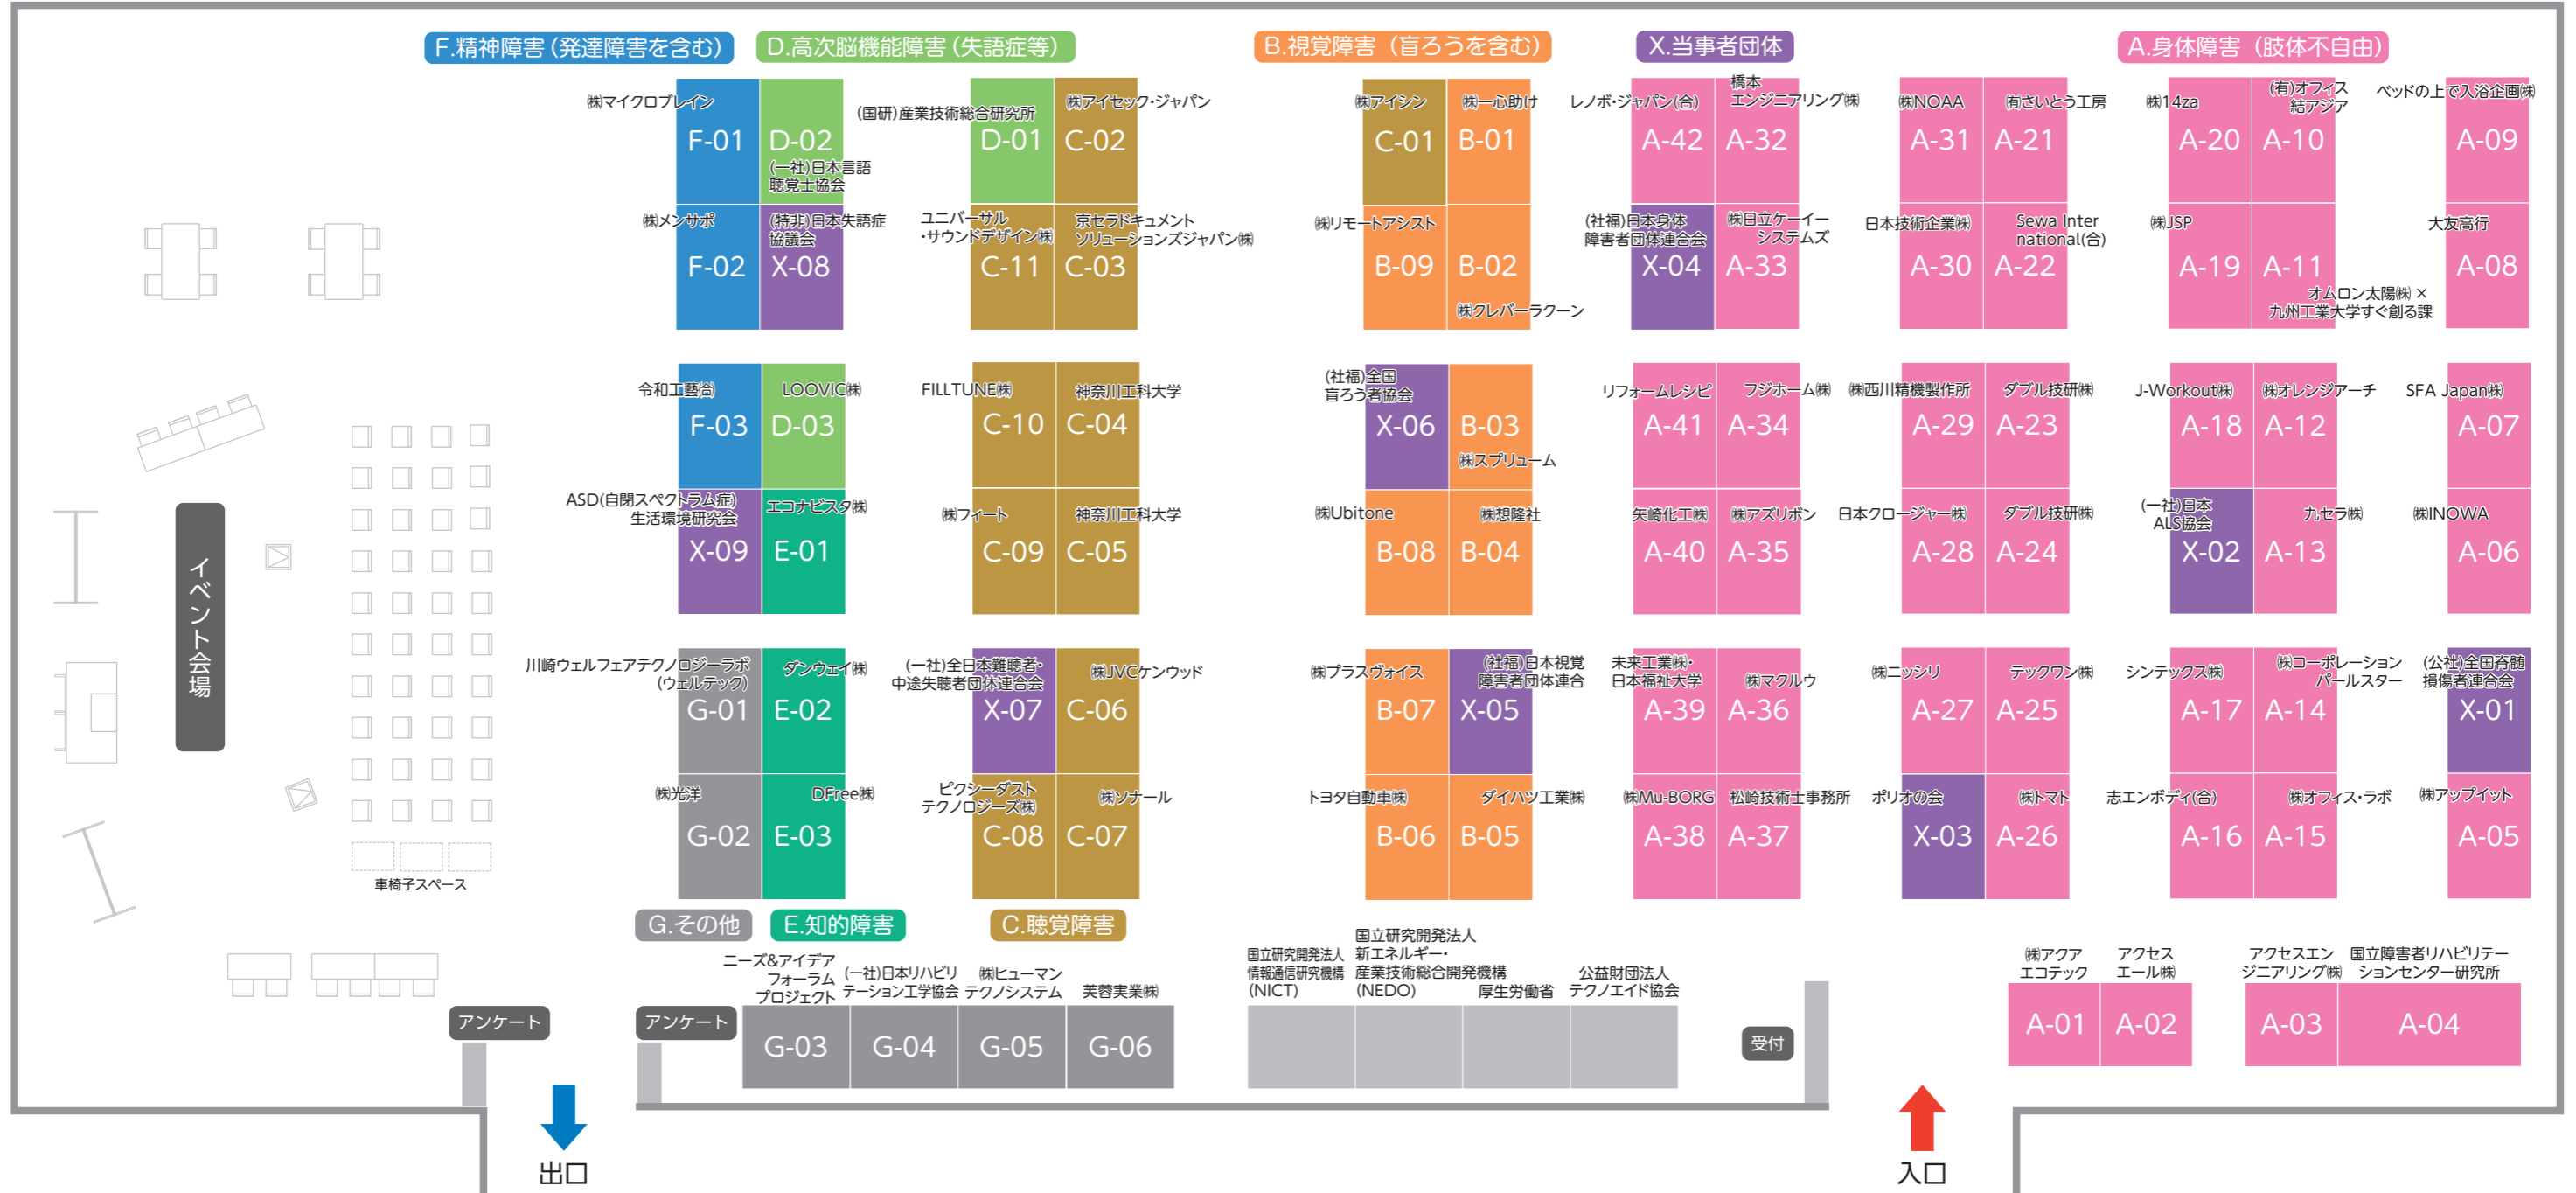 F.精神障害（発達障害を含む）
D.高次脳機能障害（失語症等）
B.視覚障害（盲ろうを含む）
X.当事者団体
A.身体障害（肢体不自由）
㈱マイクロブレイン
F-01
D-02
(一社)日本言語
聴覚士協会
(国研)産業技術総合研究所
D-01
㈱アイセック・ジャパン
C-02
㈱アイシン
C-01
㈱一心助け
B-01
レノボ・ジャパン(合)
A-42
橋本
エンジニアリング㈱
A-32
㈱NOAA
A-31
㈲さいとう工房
A-21
㈱14za
A-20
(有)オフィス
結アジア
A-10
ベッドの上で入浴企画㈱
A-09
㈱メンサポ
F-02
(特非)日本失語症
協議会
X-08
ユニバーサル
・サウンドデザイン㈱
C-11
京セラドキュメント
ソリューションズジャパン㈱
C-03
㈱リモートアシスト
B-09
B-02
㈱クレバーラクーン
(社福)日本身体
障害者団体連合会
X-04
㈱日立ケーイー
システムズ
A-33
日本技術企業㈱
A-30
Sewa Inter
national(合)
A-22
㈱JSP
A-19
A-11
オムロン太陽㈱ ×
九州工業大学すぐ創る課
大友高行
A-08
令和工藝㈾
F-03
LOOVIC㈱
D-03
FILLTUNE㈱
C-10
神奈川工科大学
C-04
(社福)全国
盲ろう者協会
X-06
B-03
㈱スプリューム
リフォームレシピ
A-41
フジホーム㈱
A-34
㈱西川精機製作所
A-29
ダブル技研㈱
A-23
J-Workout㈱
A-18
㈱オレンジアーチ
A-12
SFA Japan㈱
A-07
ASD(自閉スペクトラム症)
生活環境研究会
X-09
エコナビスタ㈱
E-01
㈱フィート
C-09
神奈川工科大学
C-05
㈱Ubitone
B-08
㈱想隆社
B-04
矢崎化工㈱
A-40
㈱アズリボン
A-35
日本クロージャー㈱
A-28
ダブル技研㈱
A-24
(一社)日本
ALS協会
X-02
九セラ㈱
A-13
㈱INOWA
A-06
イベント会場
川崎ウェルフェアテクノロジーラボ
(ウェルテック)
G-01
ダンウェイ㈱
E-02
(一社)全日本難聴者・
中途失聴者団体連合会
X-07
㈱JVCケンウッド
C-06
㈱プラスヴォイス
B-07
(社福)日本視覚
障害者団体連合
X-05
未来工業㈱・
日本福祉大学
A-39
㈱マクルウ
A-36
㈱ニッシリ
A-27
テックワン㈱
A-25
シンテックス㈱
A-17
㈱コーポレーション
パールスター
A-14
(公社)全国脊髄
損傷者連合会
X-01
㈱光洋
G-02
DFree㈱
E-03
ピクシーダスト
テクノロジーズ㈱
C-08
㈱ソナール
C-07
トヨタ自動車㈱
B-06
ダイハツ工業㈱
B-05
㈱Mu-BORG
A-38
松崎技術士事務所
A-37
ポリオの会
X-03
㈱トマト
A-26
志エンボディ(合)
A-16
㈱オフィス・ラボ
A-15
㈱アップイット
A-05
車椅子スペース
G.その他
E.知的障害
C.聴覚障害
アンケート
アンケート
ニーズ&アイデア
フォーラム
プロジェクト
G-03
(一社)日本リハビリ
テーション工学協会
G-04
㈱ヒューマン
テクノシステム
G-05
芙蓉実業㈱
G-06
国立研究開発法人
情報通信研究機構
(NICT)
国立研究開発法人
新エネルギー・
産業技術総合開発機構
(NEDO)
厚生労働省
公益財団法人
テクノエイド協会
受付
㈱アクア
エコテック
A-01
アクセス
エール㈱
A-02
アクセスエン
ジニアリング㈱
A-03
国立障害者リハビリテー
ションセンター研究所
A-04
出口
入口